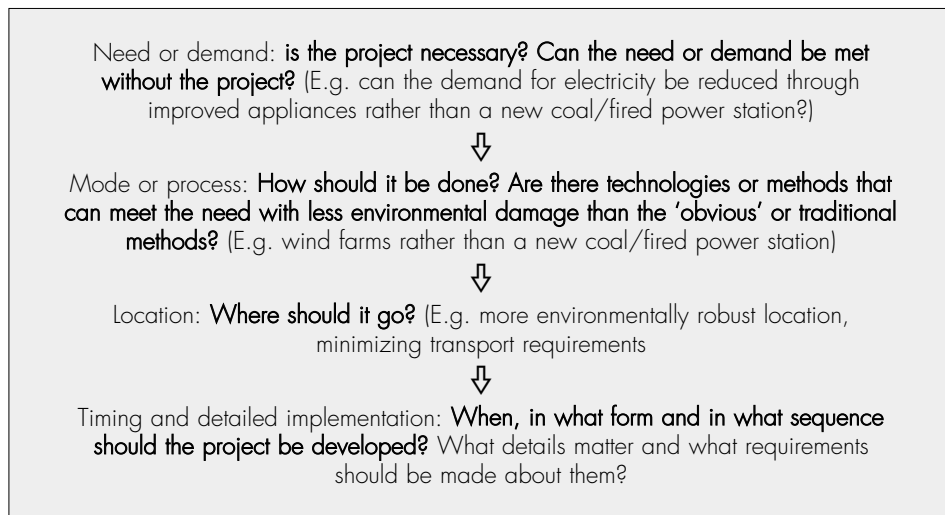 Need or demand: is the project necessary? Can the need or demand be met
without the project? (E.g. can the demand for electricity be reduced through
improved appliances rather than a new coal/fired power station?)
Mode or process: How should it be done? Are there technologies or methods that
can meet the need with less environmental damage than the ‘obvious’ or traditional
methods? (E.g. wind farms rather than a new coal/fired power station)
Location: Where should it go? (E.g. more environmentally robust location,
minimizing transport requirements
Timing and detailed implementation: When, in what form and in what sequence
should the project be developed? What details matter and what requirements
should be made about them?